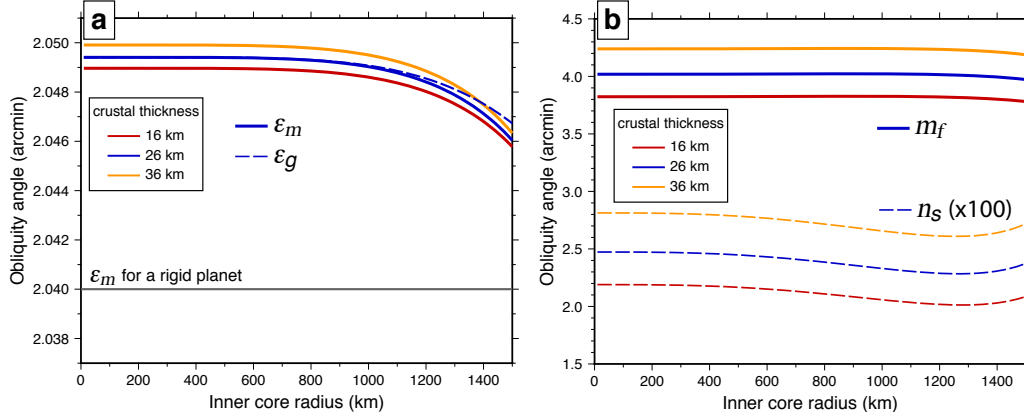 a
2.050
2.048
2.046
2.044
2.042
2.040
2.038
Obliquity angle (arcmin)
crustal thickness
16 km
26 km
36 km
εm
εg
εm for a rigid planet
0 200 400 600 800 1000 1200 1400
Inner core radius (km)
b
4.5
4.0
3.5
3.0
2.5
2.0
1.5
Obliquity angle (arcmin)
crustal thickness
16 km
26 km
36 km
mf
ns (x100)
0 200 400 600 800 1000 1200 1400
Inner core radius (km)